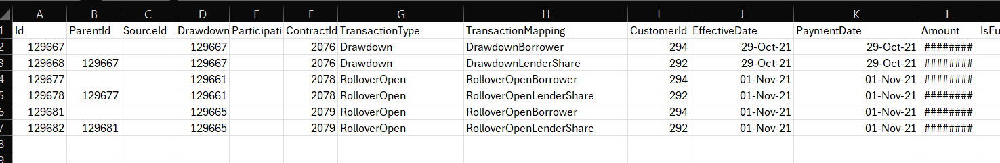 A B C D E F G H I J K L
1 Id ParentId SourceId Drawdown Participati ContractId TransactionType TransactionMapping CustomerId EffectiveDate PaymentDate Amount IsFu
2 129667 129667 2076 Drawdown DrawdownBorrower 294 29-Oct-21 29-Oct-21 ########
3 129668 129667 129667 2076 Drawdown DrawdownLenderShare 292 29-Oct-21 29-Oct-21 ########
4 129677 129661 2078 RolloverOpen RolloverOpenBorrower 294 01-Nov-21 01-Nov-21 ########
5 129678 129677 129661 2078 RolloverOpen RolloverOpenLenderShare 292 01-Nov-21 01-Nov-21 ########
6 129681 129665 2079 RolloverOpen RolloverOpenBorrower 294 01-Nov-21 01-Nov-21 ########
7 129682 129681 129665 2079 RolloverOpen RolloverOpenLenderShare 292 01-Nov-21 01-Nov-21 ########
8
9